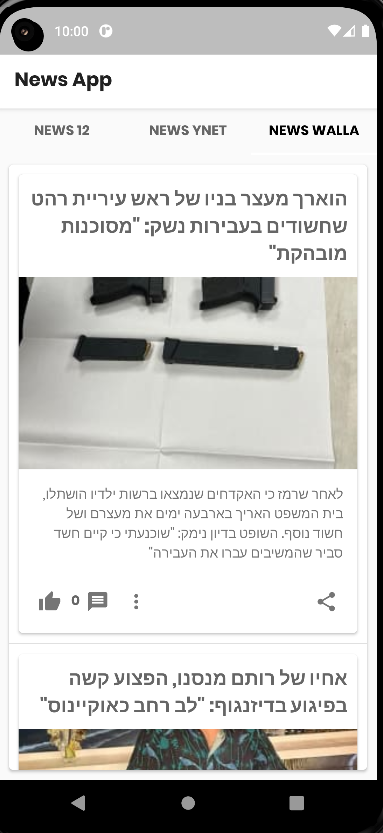 10:00
News App
NEWS 12
NEWS YNET
NEWS WALLA
הוארך מעצר בניו של ראש עיריית רהט
שחשודים בעבירות נשק: "מסוכנות
מובהקת"
לאחר שרמז כי האקדחים שנמצאו ברשות ילדיו הושתלו,
בית המשפט האריך בארבעה ימים את מעצרם ושל
חשוד נוסף. השופט בדיון נימק: "שוכנעתי כי קיים חשד
סביר שהמשיבים עברו את העבירה"
0
אחיו של רותם מנסנו, הפצוע קשה
בפיגוע בדיזנגוף: "לב רחב כאוקיינוס"